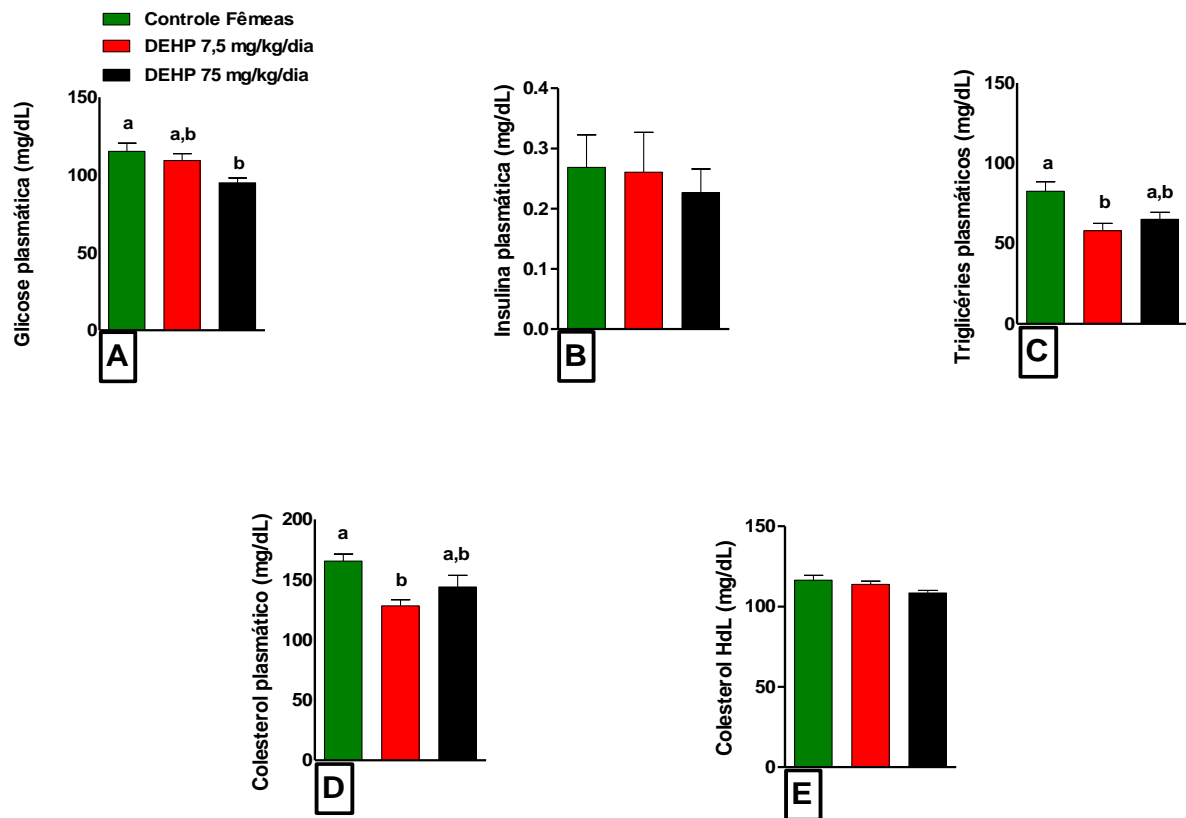 Controle Fêmeas
DEHP 7,5 mg/kg/dia
DEHP 75 mg/kg/dia
Glicose plasmática (mg/dL)
150
100
50
0
a
a,b
b
A
Insulina plasmática (mg/dL)
0.4
0.3
0.2
0.1
0.0
B
Triglicéries plasmáticos (mg/dL)
150
100
50
0
a
b
a,b
C
Colesterol plasmático (mg/dL)
200
150
100
50
0
a
b
a,b
D
Colesterol HdL (mg/dL)
150
100
50
0
E